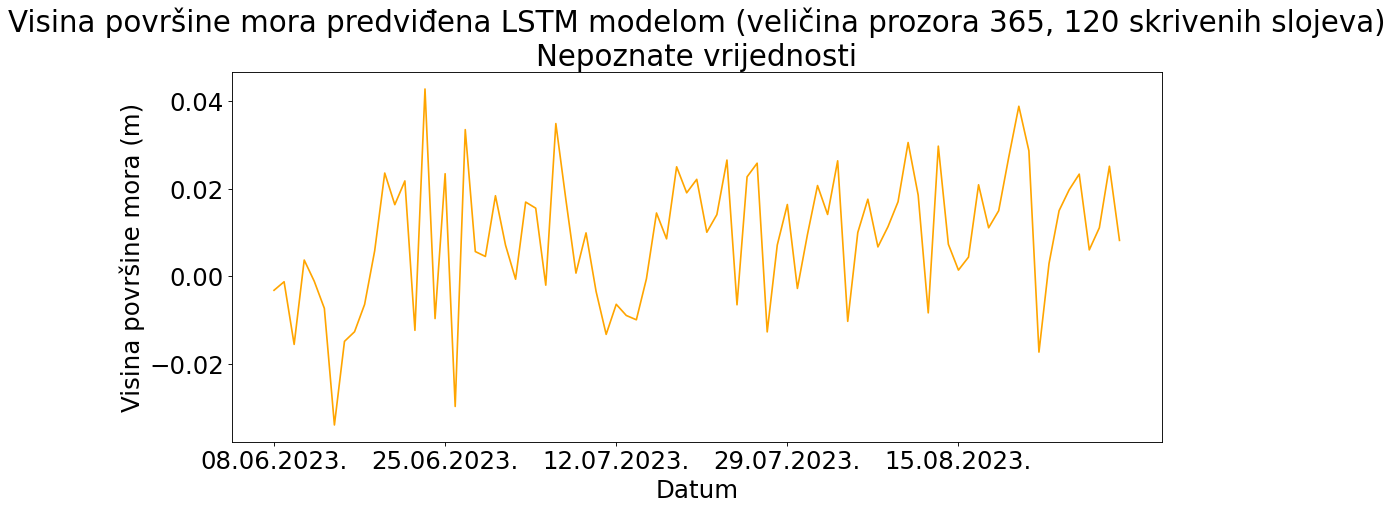 Visina površine mora predviđena LSTM modelom (veličina prozora 365, 120 skrivenih slojeva)
Nepoznate vrijednosti
Visina površine mora (m)
0.04
0.02
0.00
−0.02
08.06.2023. 25.06.2023. 12.07.2023. 29.07.2023. 15.08.2023.
Datum